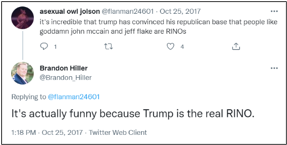 asexual owl jolson @flanman24601 · Oct 25, 2017
it's incredible that trump has convinced his republican base that people like
goddamn john mccain and jeff flake are RINOs
1 4
Brandon Hiller
@Brandon_Hiller
Replying to @flanman24601
It's actually funny because Trump is the real RINO.
1:18 PM · Oct 25, 2017 · Twitter Web Client